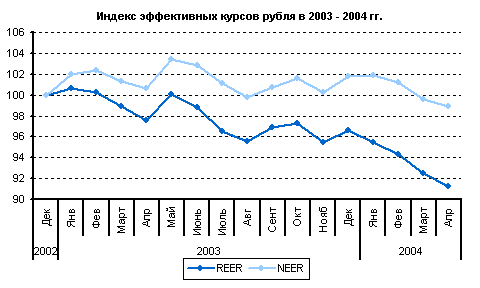 Индекс эффективных курсов рубля в 2003 - 2004 гг.
106
104
102
100
98
96
94
92
90
Дек Янв Фев Март Апр Май Июнь Июль Авг Сент Окт Нояб Дек Янв Фев Март Апр
2002 2003 2004
REER NEER